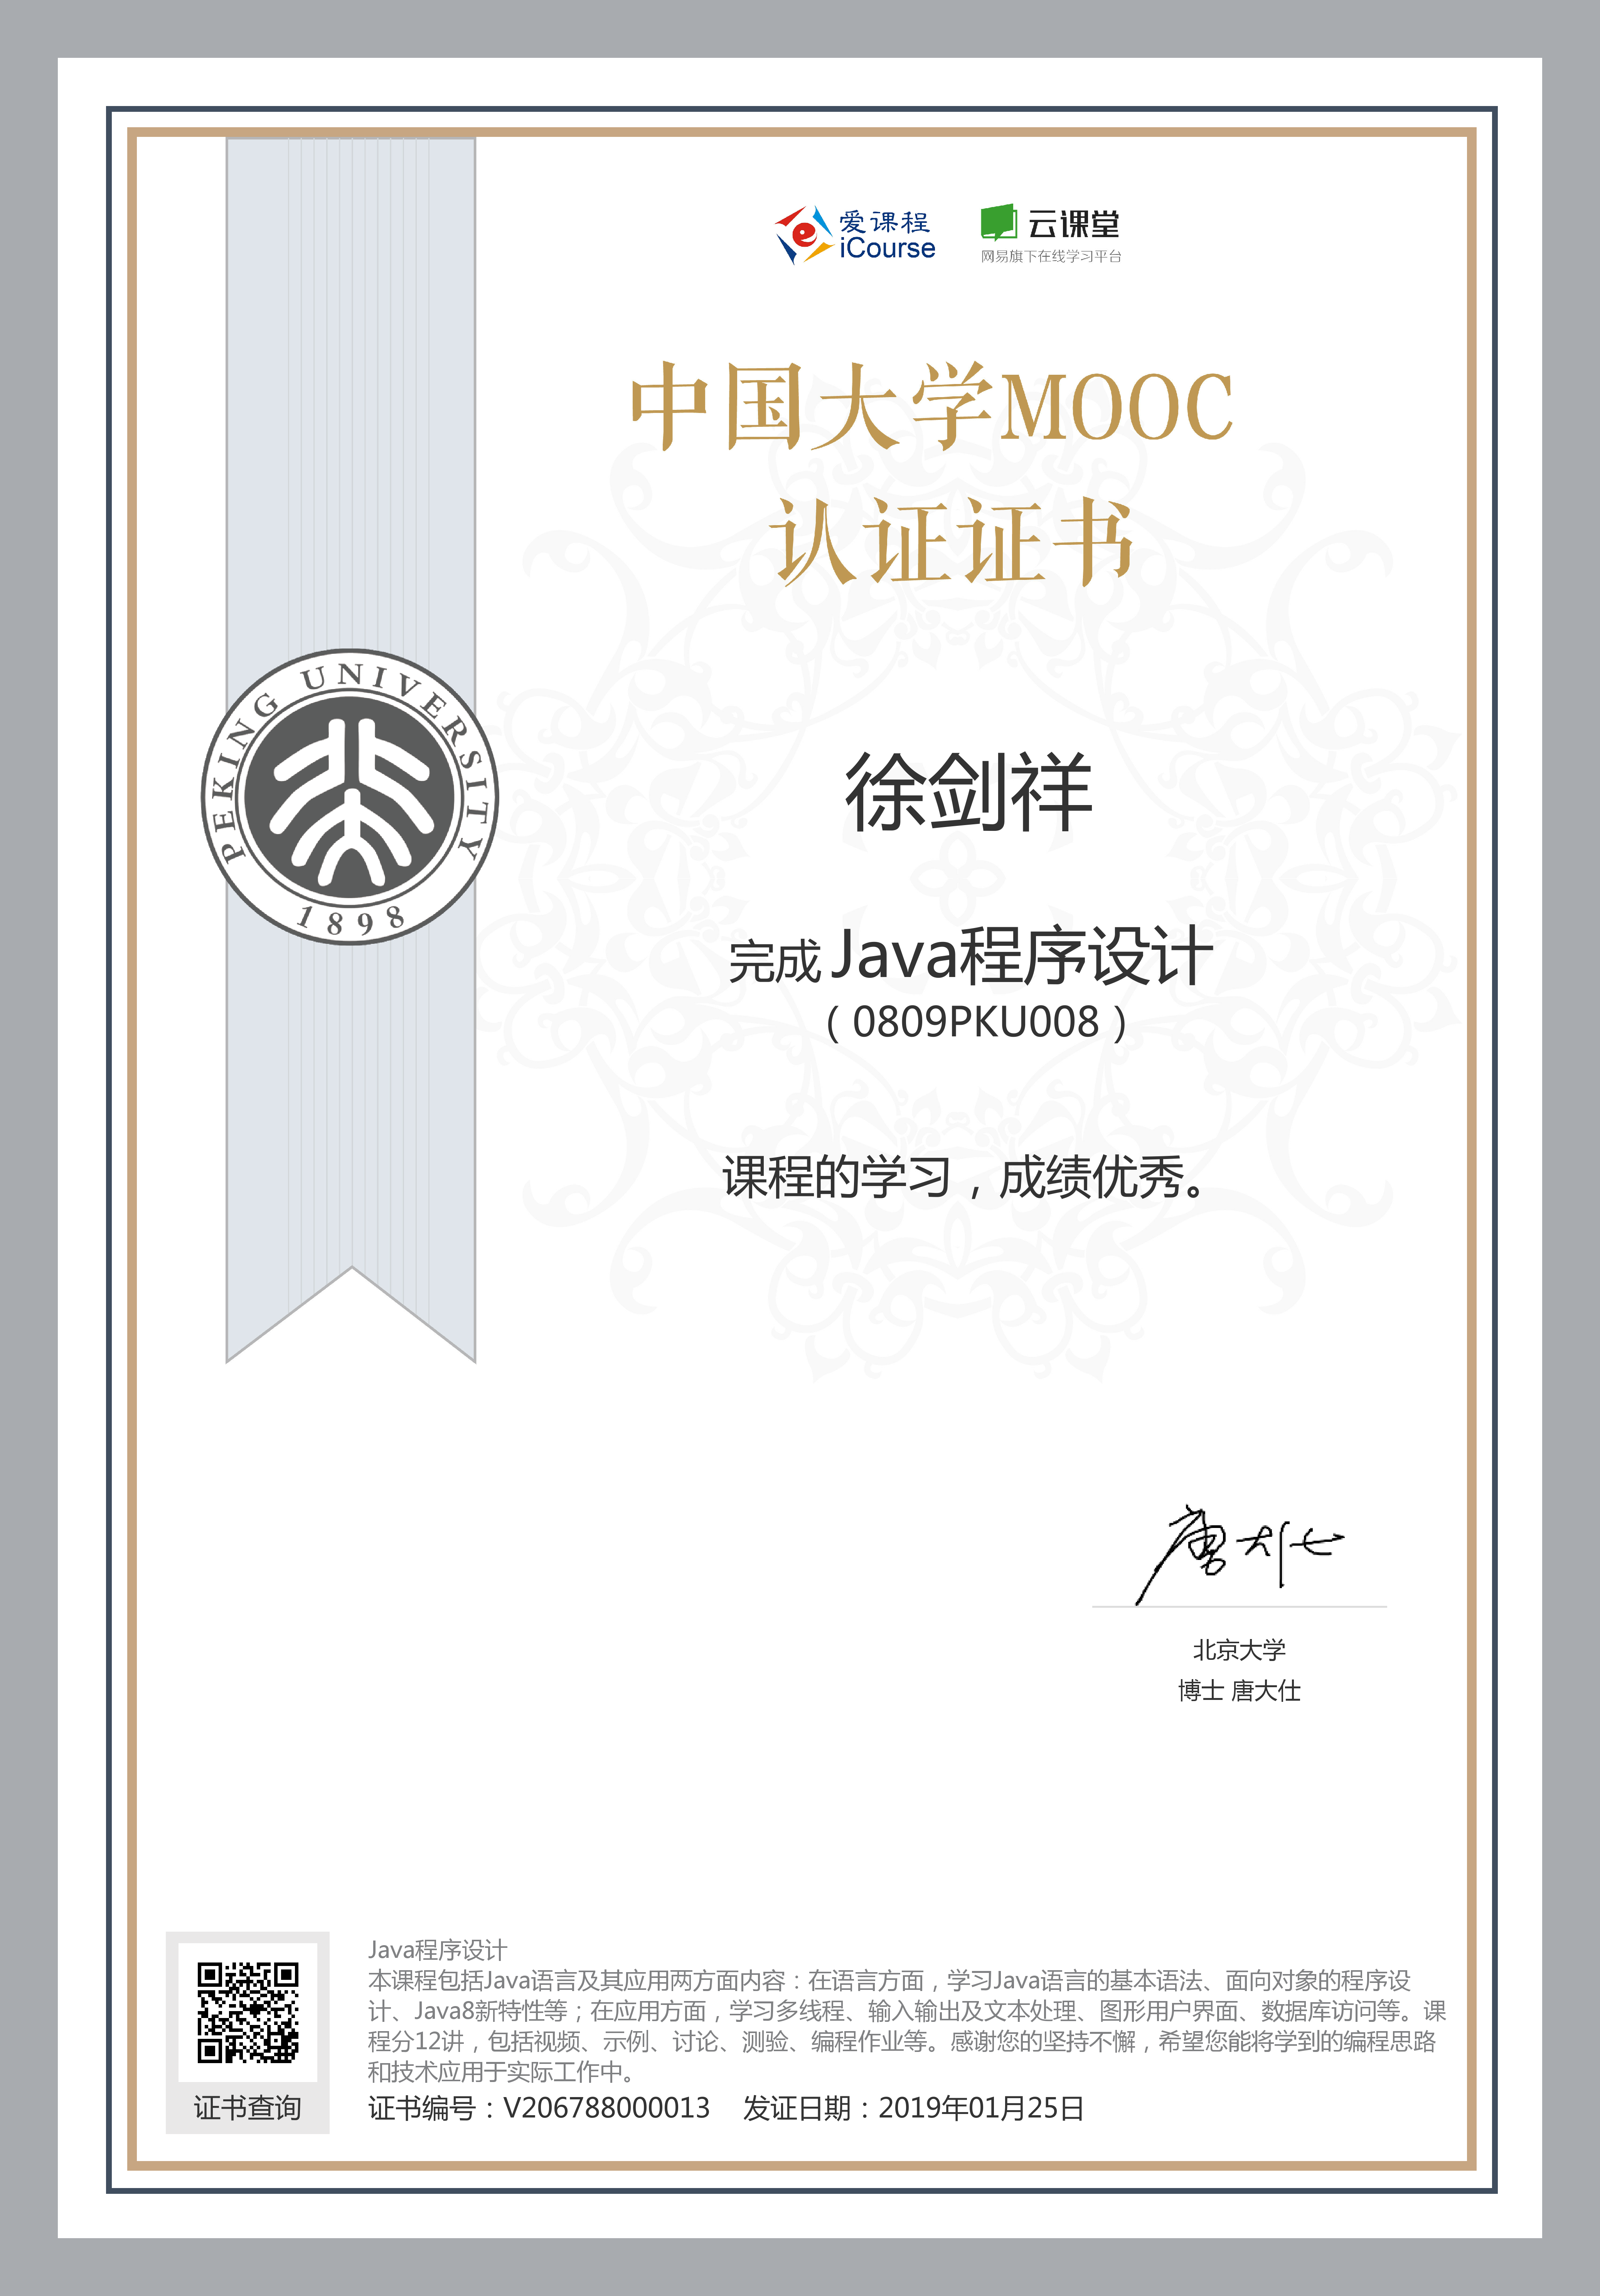 爱课程
iCourse
云课堂
网易旗下在线学习平台
中国大学MOOC
认证证书
PEKING UNIVERSITY
1898
徐剑祥
完成 Java程序设计
（0809PKU008）
课程的学习，成绩优秀。
唐大仕
北京大学
博士 唐大仕
Java程序设计
本课程包括Java语言及其应用两方面内容：在语言方面，学习Java语言的基本语法、面向对象的程序设
计、Java8新特性等；在应用方面，学习多线程、输入输出及文本处理、图形用户界面、数据库访问等。课
程分12讲，包括视频、示例、讨论、测验、编程作业等。感谢您的坚持不懈，希望您能将学到的编程思路
和技术应用于实际工作中。
证书查询
证书编号：V206788000013 发证日期：2019年01月25日